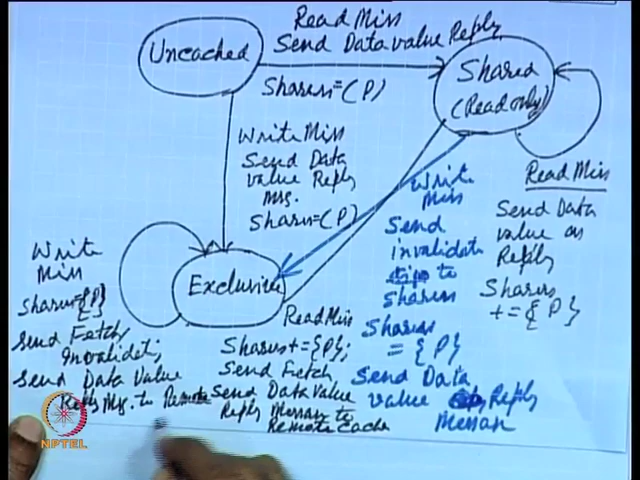 Read Miss
Send Data value Reply
Uncached
Sharers=(P)
Shared
(Read only)
Write Miss
Send Data
value Reply
Msg.
Sharers=(P)
Read Miss
Send Data
value as
Reply
Sharers
+={P}
Write
Miss
Send
invalidate
to
sharers
Sharers
={P}
Send Data
value Reply
Message
Exclusive
Write
Miss
Sharers={P}
Send Fetch,
Invalidate;
Send Data Value
Reply Msg. to Remote
Read Miss
Sharers+={P};
Send Fetch,
Send Data Value
Reply Message to
Remote Cache
NPTEL